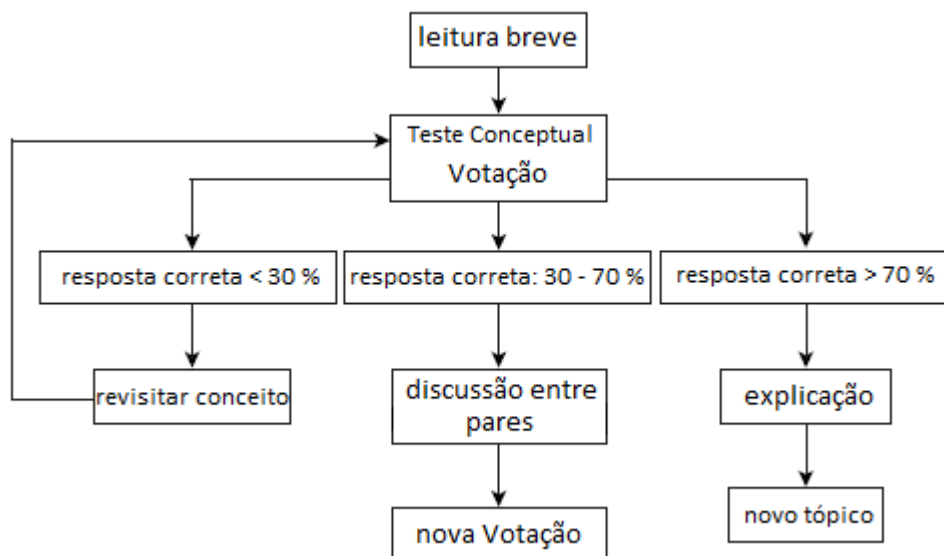 leitura breve
Teste Conceptual
Votação
resposta correta < 30 %
resposta correta: 30 - 70 %
resposta correta > 70 %
revisitar conceito
discussão entre
pares
explicação
nova Votação
novo tópico